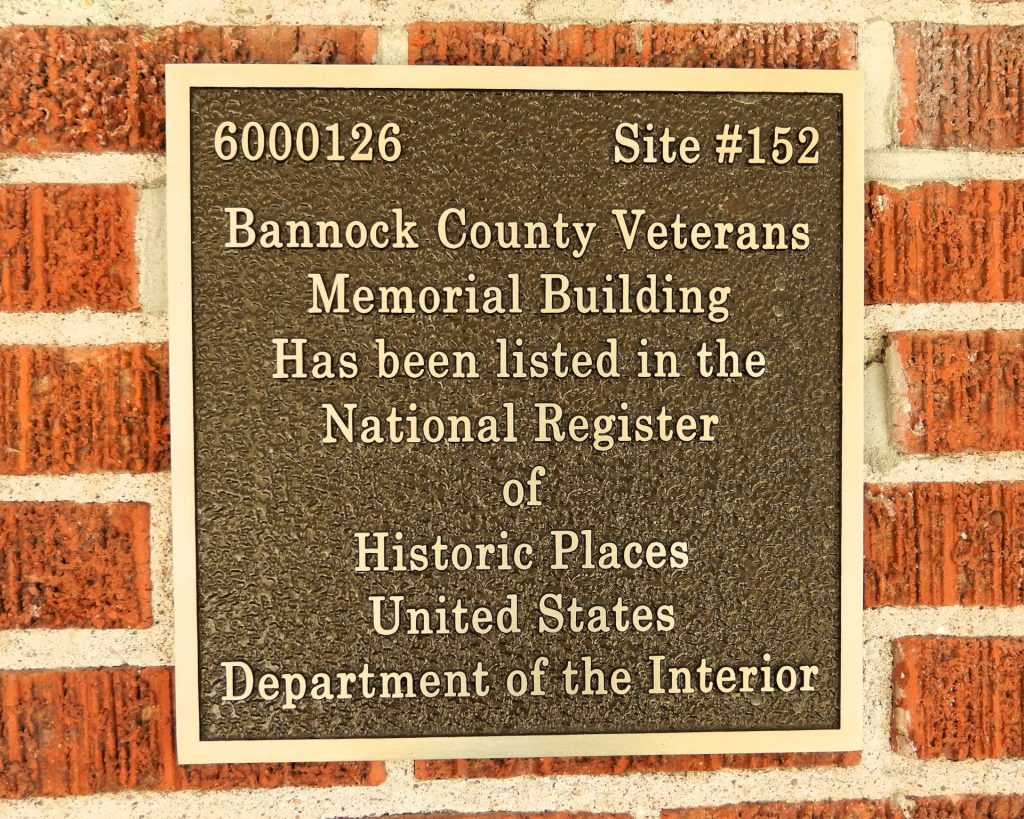 6000126 Site #152
Bannock County Veterans
Memorial Building
Has been listed in the
National Register
of
Historic Places
United States
Department of the Interior